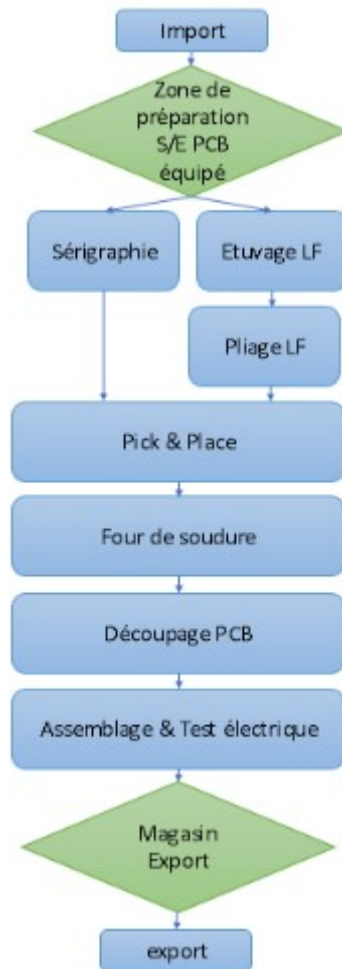 Import
Zone de
préparation
S/E PCB
équipé
Sérigraphie
Etuvage LF
Pliage LF
Pick & Place
Four de soudure
Découpage PCB
Assemblage & Test électrique
Magasin
Export
export